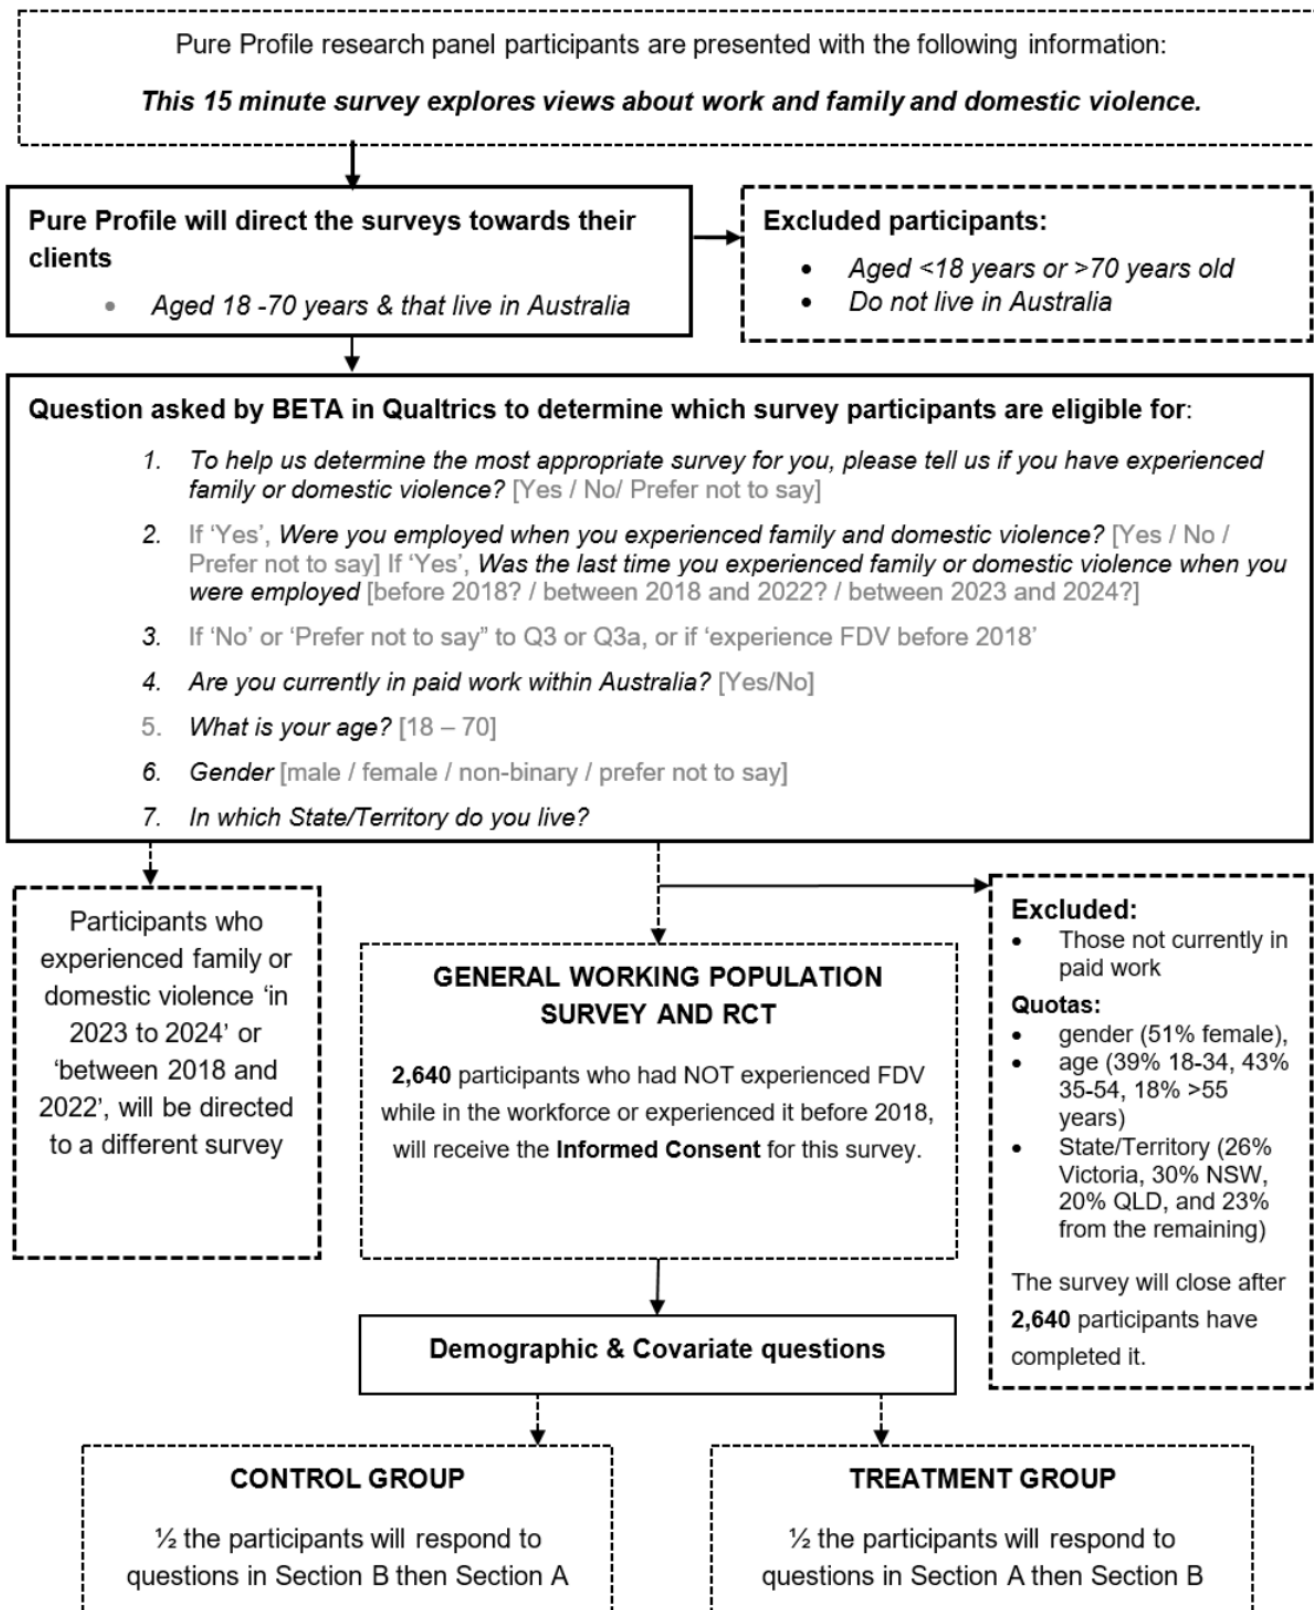 Pure Profile research panel participants are presented with the following information:
This 15 minute survey explores views about work and family and domestic violence.
Pure Profile will direct the surveys towards their
clients
• Aged 18 -70 years & that live in Australia
Excluded participants:
• Aged <18 years or >70 years old
• Do not live in Australia
Question asked by BETA in Qualtrics to determine which survey participants are eligible for:
1. To help us determine the most appropriate survey for you, please tell us if you have experienced
family or domestic violence? [Yes / No/ Prefer not to say]
2. If ‘Yes’, Were you employed when you experienced family and domestic violence? [Yes / No /
Prefer not to say] If ‘Yes’, Was the last time you experienced family or domestic violence when you
were employed [before 2018? / between 2018 and 2022? / between 2023 and 2024?]
3. If ‘No’ or ‘Prefer not to say” to Q3 or Q3a, or if ‘experience FDV before 2018’
4. Are you currently in paid work within Australia? [Yes/No]
5. What is your age? [18 – 70]
6. Gender [male / female / non-binary / prefer not to say]
7. In which State/Territory do you live?
Participants who
experienced family or
domestic violence ‘in
2023 to 2024’ or
‘between 2018 and
2022’, will be directed
to a different survey
GENERAL WORKING POPULATION
SURVEY AND RCT
2,640 participants who had NOT experienced FDV
while in the workforce or experienced it before 2018,
will receive the Informed Consent for this survey.
Excluded:
• Those not currently in
paid work
Quotas:
• gender (51% female),
• age (39% 18-34, 43%
35-54, 18% >55
years)
• State/Territory (26%
Victoria, 30% NSW,
20% QLD, and 23%
from the remaining)
The survey will close after
2,640 participants have
completed it.
Demographic & Covariate questions
CONTROL GROUP
½ the participants will respond to
questions in Section B then Section A
TREATMENT GROUP
½ the participants will respond to
questions in Section A then Section B